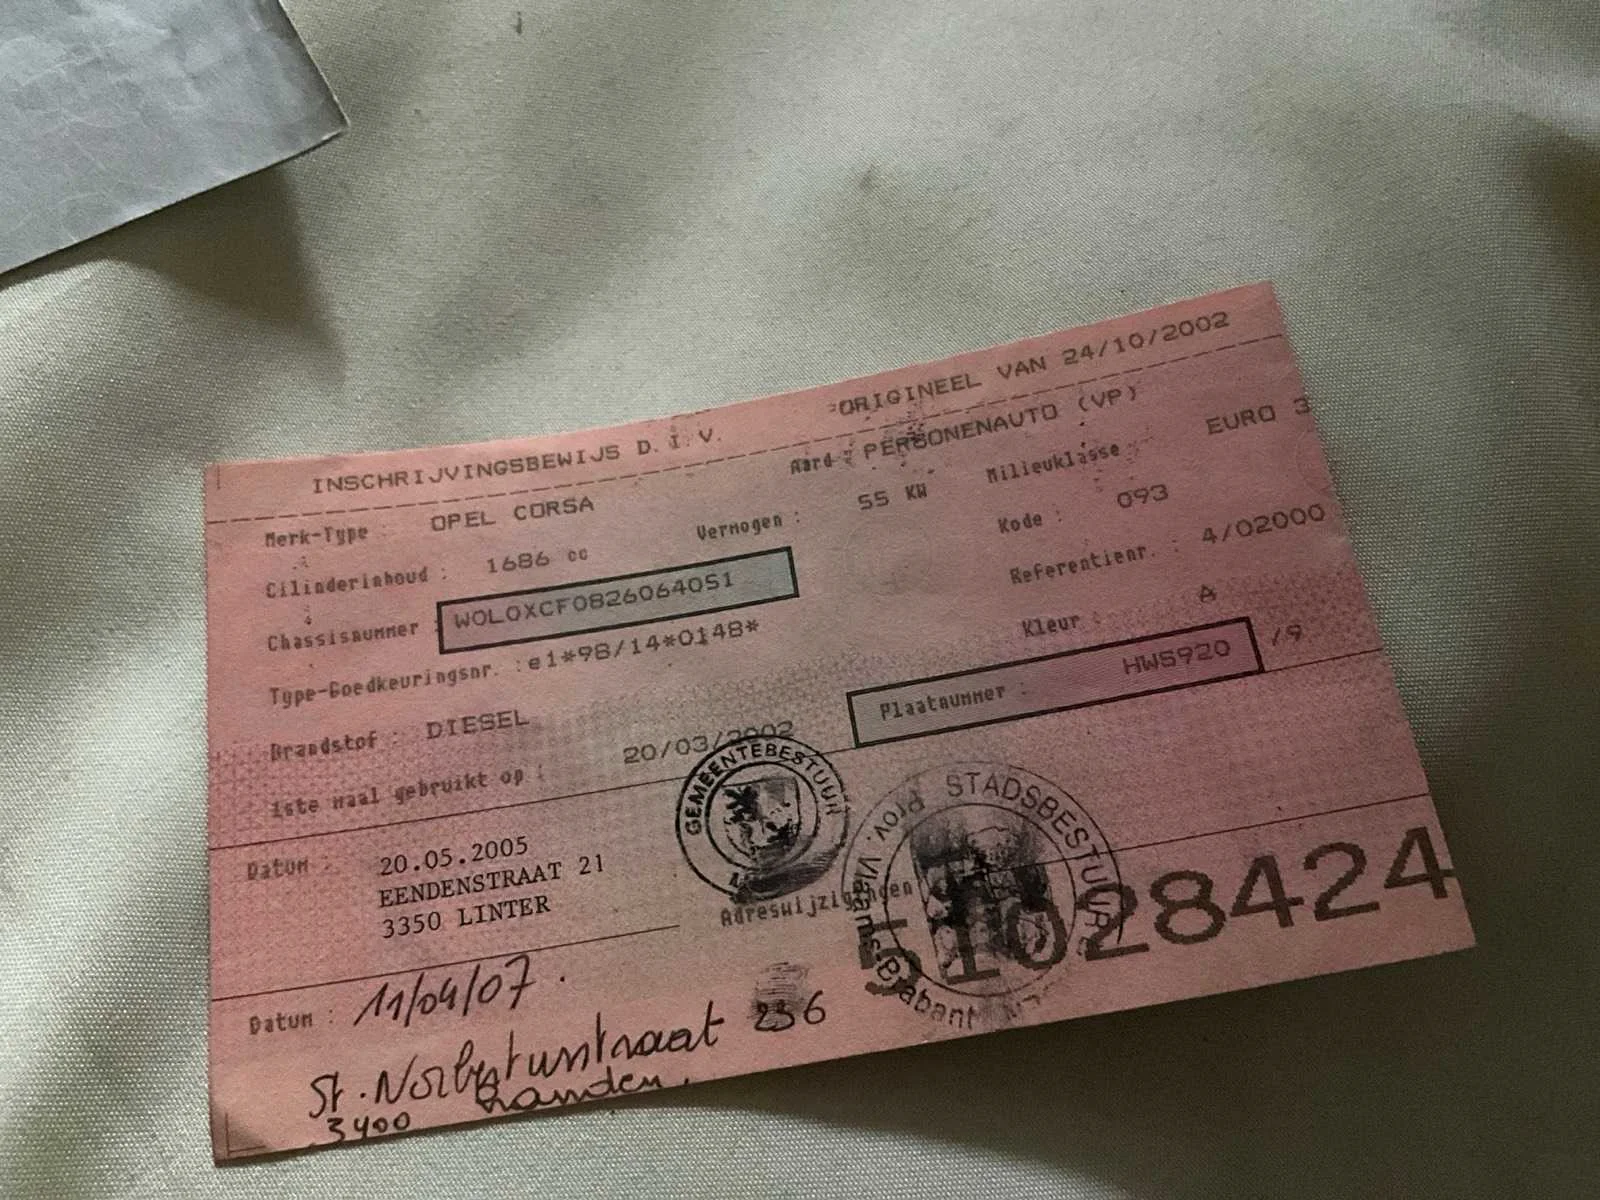 INSCHRIJVINGSBEWIJS D.I.V. ORIGINEEL VAN 24/10/2002
Merk-Type : OPEL CORSA Aard : PERSONENAUTO (VP)
Cilinderinhoud : 1686 cc Vermogen : 55 KW Milieuklasse : EURO 3
Chassisnummer : W0L0XCF0826064051 Kode : 093
Type-Goedkeuringsnr. : e1*98/14*0148* Referentienr. : 4/02000
Brandstof : DIESEL Kleur : A
1ste maal gebruikt op : 20/03/2002 Plaatnummer : HWS920 /9
GEMEENTEBESTUUR
STADSBESTUUR
Prov. Vlaams-Brabant
Datum : 20.05.2005
EENDENSTRAAT 21
3350 LINTER
Adreswijzigingen
51028424
Datum : 11/04/07.
St. Norbertusstraat 236
3400 Landen.